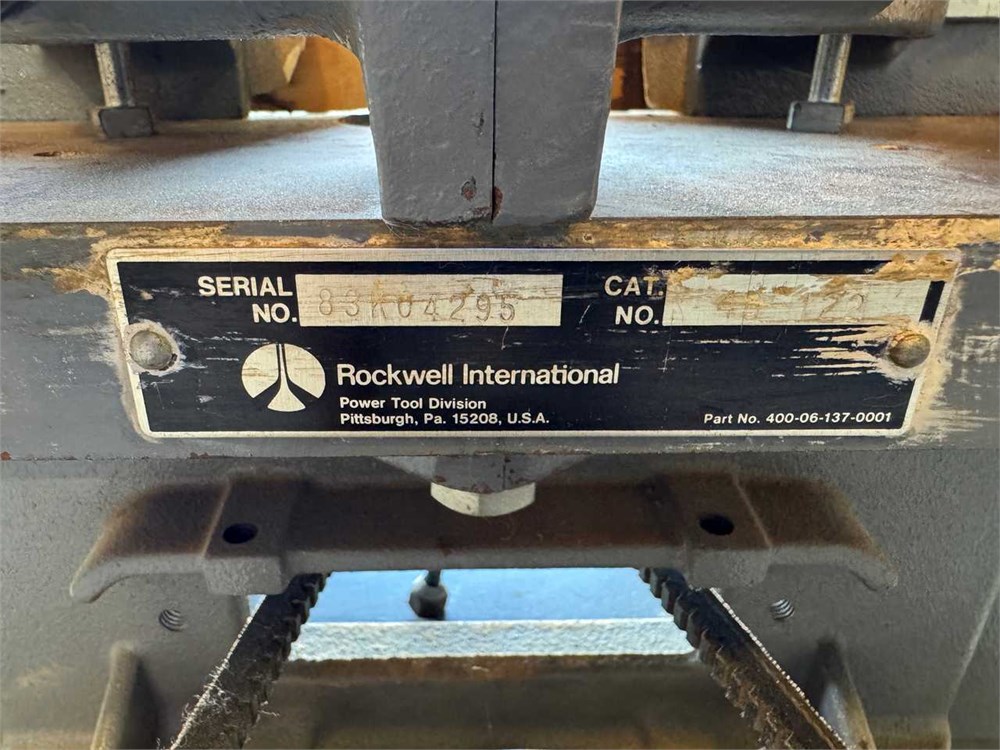 SERIAL NO. 83K04295
CAT. NO. 122
Rockwell International
Power Tool Division
Pittsburgh, Pa. 15208, U.S.A.
Part No. 400-06-137-0001